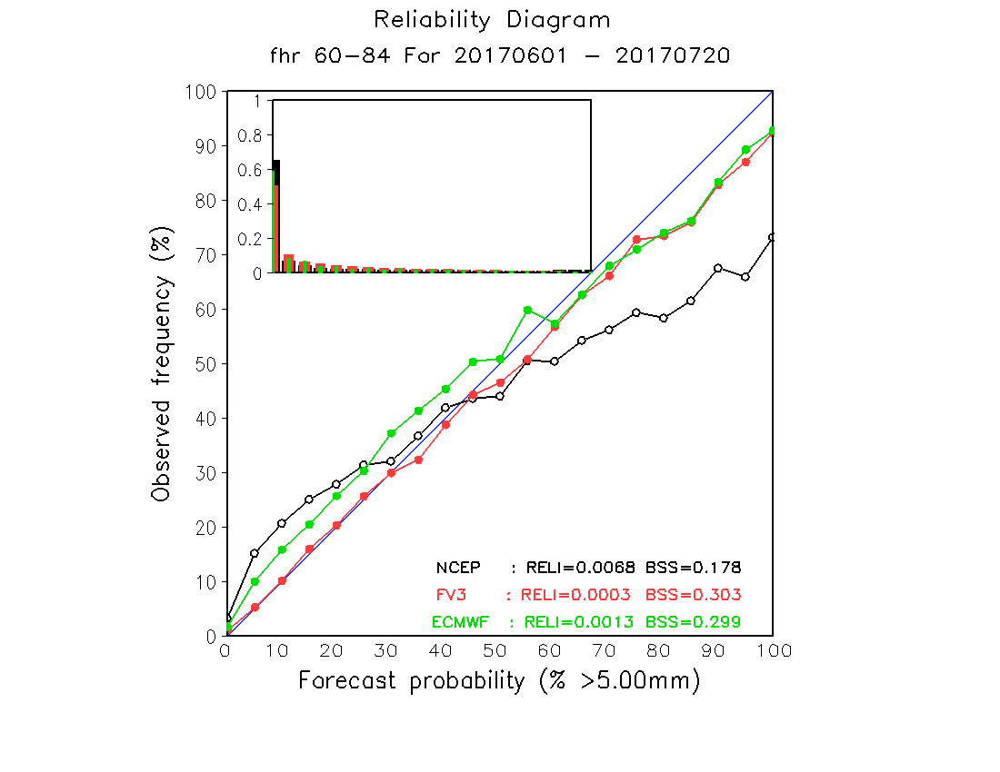 Reliability Diagram
fhr 60-84 For 20170601 - 20170720
100
90
80
70
60
50
40
30
20
10
0
1
0.8
0.6
0.4
0.2
0
Observed frequency (%)
NCEP : RELI=0.0068 BSS=0.178
FV3 : RELI=0.0003 BSS=0.303
ECMWF : RELI=0.0013 BSS=0.299
0 10 20 30 40 50 60 70 80 90 100
Forecast probability (% >5.00mm)